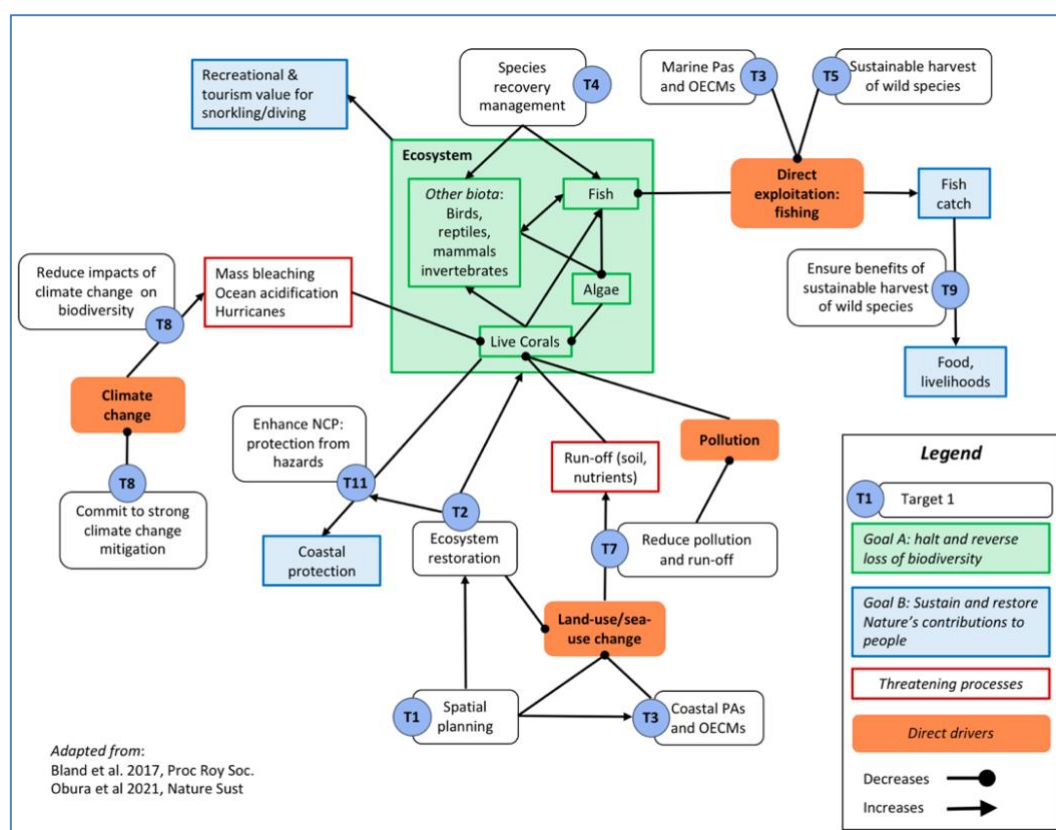 Recreational &
tourism value for
snorkling/diving
Species
recovery
management
T4
Marine Pas
and OECMs
T3
T5
Sustainable harvest
of wild species
Ecosystem
Other biota:
Birds,
reptiles,
mammals
invertebrates
Fish
Algae
Live Corals
Direct
exploitation:
fishing
Fish
catch
Ensure benefits of
sustainable harvest
of wild species
T9
Food,
livelihoods
Reduce impacts of
climate change on
biodiversity
T8
Mass bleaching
Ocean acidification
Hurricanes
Climate
change
T8
Commit to strong
climate change
mitigation
Enhance NCP:
protection from
hazards
T11
Coastal
protection
T2
Ecosystem
restoration
Run-off (soil,
nutrients)
Pollution
T7
Reduce pollution
and run-off
Land-use/sea-
use change
T1
Spatial
planning
T3
Coastal PAs
and OECMs
Adapted from:
Bland et al. 2017, Proc Roy Soc.
Obura et al 2021, Nature Sust
Legend
T1
Target 1
Goal A: halt and reverse
loss of biodiversity
Goal B: Sustain and restore
Nature's contributions to
people
Threatening processes
Direct drivers
Decreases
Increases